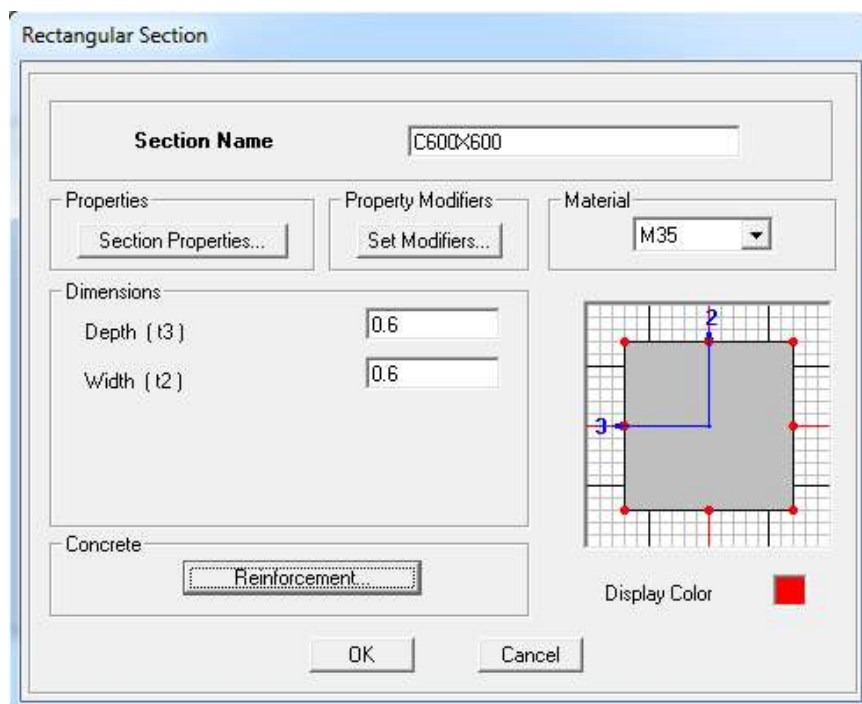 Rectangular Section
Section Name
C600X600
Properties
Section Properties...
Property Modifiers
Set Modifiers...
Material
M35
Dimensions
Depth ( t3 )
0.6
Width ( t2 )
0.6
2
3
Concrete
Reinforcement...
Display Color
OK
Cancel